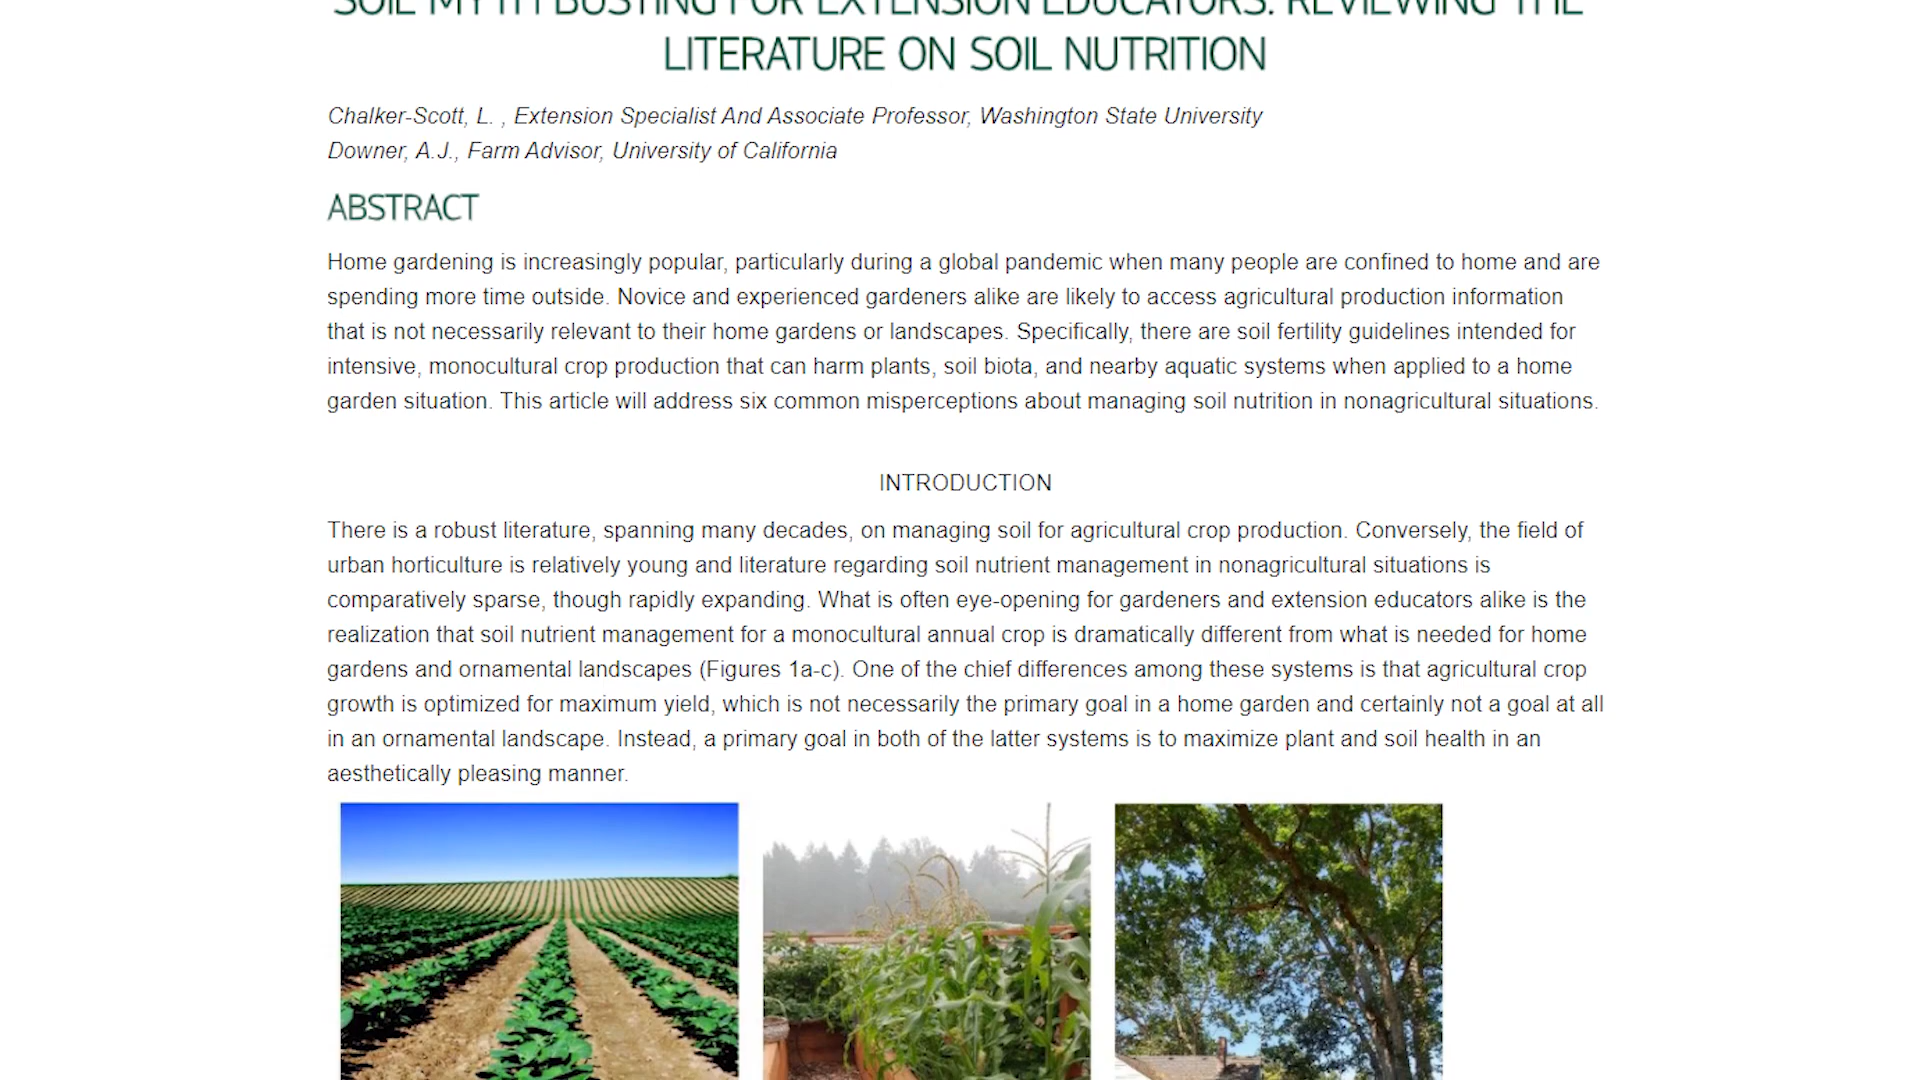 SOIL MYTH BUSTING FOR EXTENSION EDUCATORS: REVIEWING THE
LITERATURE ON SOIL NUTRITION
Chalker-Scott, L. , Extension Specialist And Associate Professor, Washington State University
Downer, A.J., Farm Advisor, University of California
ABSTRACT
Home gardening is increasingly popular, particularly during a global pandemic when many people are confined to home and are
spending more time outside. Novice and experienced gardeners alike are likely to access agricultural production information
that is not necessarily relevant to their home gardens or landscapes. Specifically, there are soil fertility guidelines intended for
intensive, monocultural crop production that can harm plants, soil biota, and nearby aquatic systems when applied to a home
garden situation. This article will address six common misperceptions about managing soil nutrition in nonagricultural situations.
INTRODUCTION
There is a robust literature, spanning many decades, on managing soil for agricultural crop production. Conversely, the field of
urban horticulture is relatively young and literature regarding soil nutrient management in nonagricultural situations is
comparatively sparse, though rapidly expanding. What is often eye-opening for gardeners and extension educators alike is the
realization that soil nutrient management for a monocultural annual crop is dramatically different from what is needed for home
gardens and ornamental landscapes (Figures 1a-c). One of the chief differences among these systems is that agricultural crop
growth is optimized for maximum yield, which is not necessarily the primary goal in a home garden and certainly not a goal at all
in an ornamental landscape. Instead, a primary goal in both of the latter systems is to maximize plant and soil health in an
aesthetically pleasing manner.